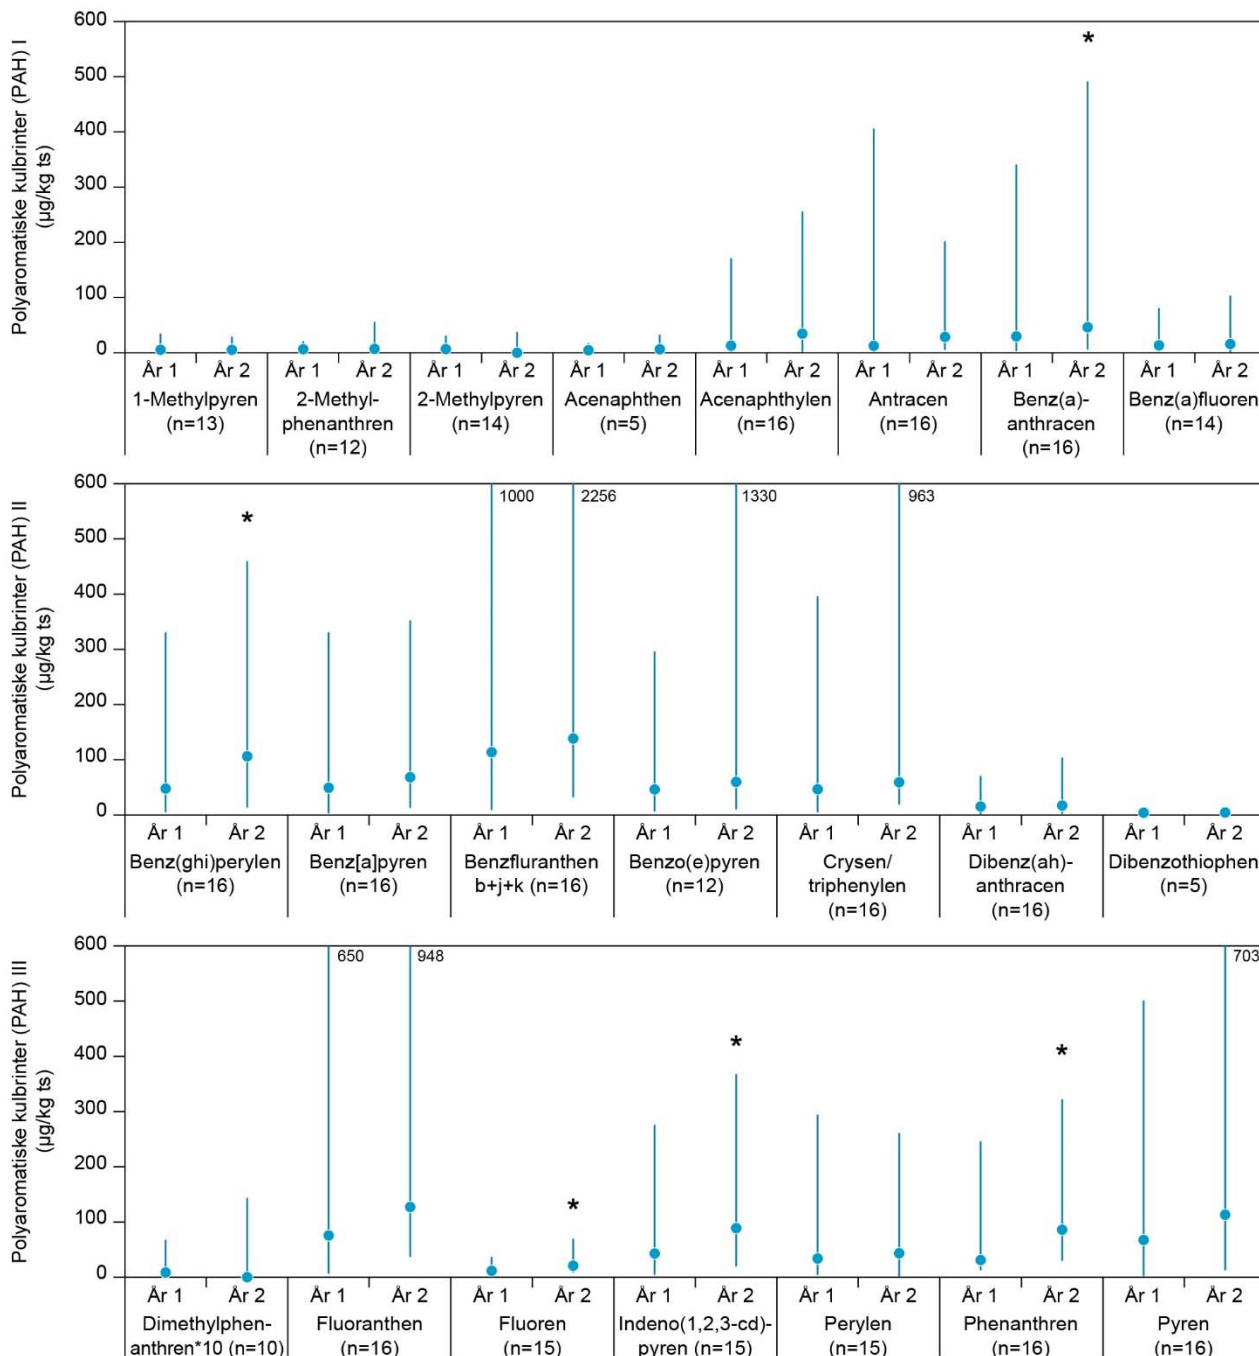 Polyaromatiske kulbrinter (PAH) I
(µg/kg ts)
600
500
400
300
200
100
0
*
År 1 År 2 År 1 År 2 År 1 År 2 År 1 År 2 År 1 År 2 År 1 År 2 År 1 År 2 År 1 År 2
1-Methylpyren
(n=13)
2-Methyl-
phenanthren
(n=12)
2-Methylpyren
(n=14)
Acenaphthen
(n=5)
Acenaphthylen
(n=16)
Antracen
(n=16)
Benz(a)-
anthracen
(n=16)
Benz(a)fluoren
(n=14)
Polyaromatiske kulbrinter (PAH) II
(µg/kg ts)
600
500
400
300
200
100
0
*
1000
2256
1330
963
År 1 År 2 År 1 År 2 År 1 År 2 År 1 År 2 År 1 År 2 År 1 År 2 År 1 År 2
Benz(ghi)perylen
(n=16)
Benz[a]pyren
(n=16)
Benzfluranthen
b+j+k (n=16)
Benzo(e)pyren
(n=12)
Crysen/
triphenylen
(n=16)
Dibenz(ah)-
anthracen
(n=16)
Dibenzothiophen
(n=5)
Polyaromatiske kulbrinter (PAH) III
(µg/kg ts)
600
500
400
300
200
100
0
650
948
*
*
*
703
År 1 År 2 År 1 År 2 År 1 År 2 År 1 År 2 År 1 År 2 År 1 År 2 År 1 År 2
Dimethylphen-
anthren*10 (n=10)
Fluoranthen
(n=16)
Fluoren
(n=15)
Indeno(1,2,3-cd)-
pyren (n=15)
Perylen
(n=15)
Phenanthren
(n=16)
Pyren
(n=16)